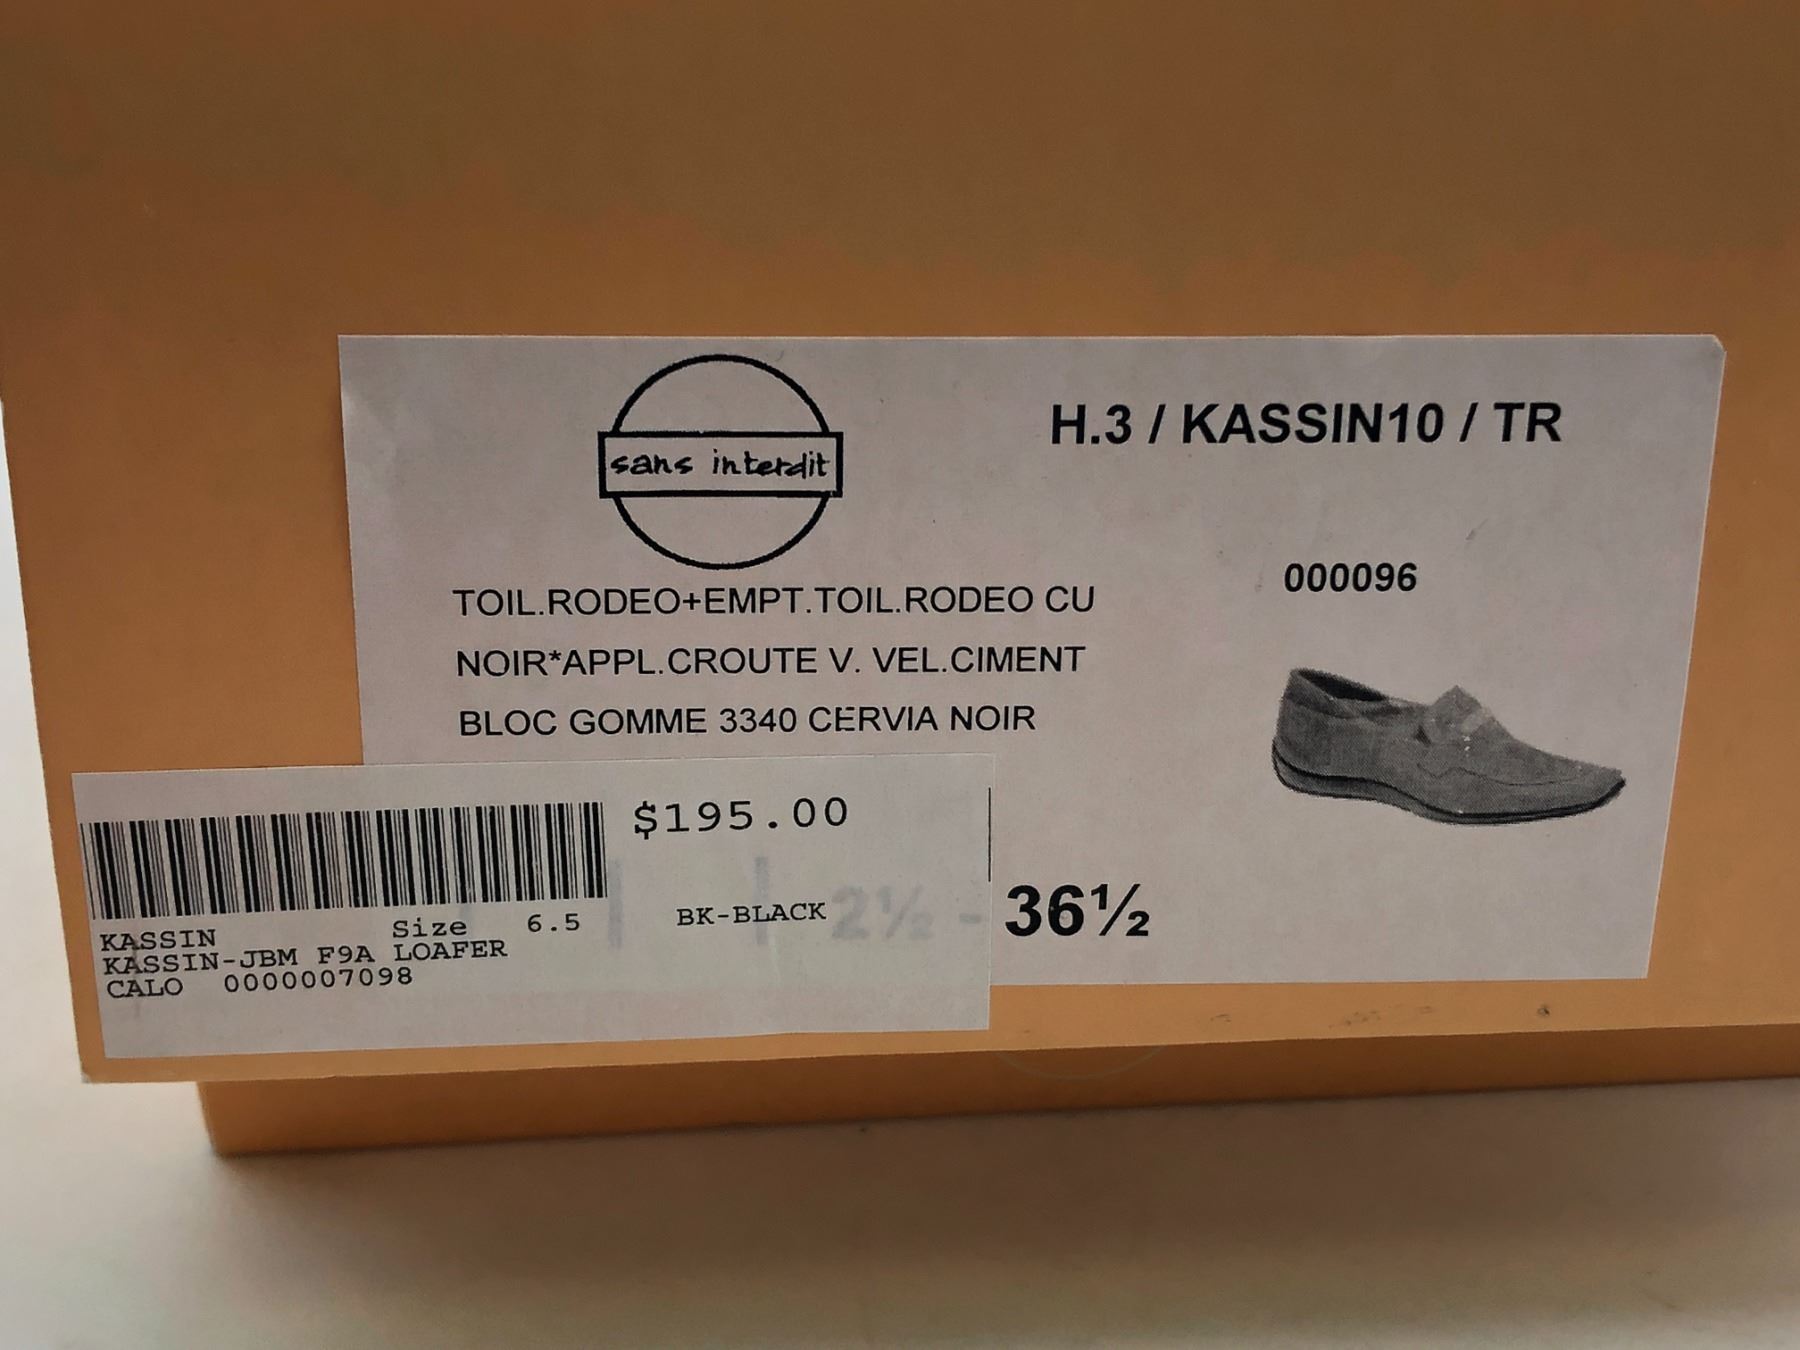 sans interdit
H.3 / KASSIN10 / TR
000096
TOIL.RODEO+EMPT.TOIL.RODEO CU
NOIR*APPL.CROUTE V. VEL.CIMENT
BLOC GOMME 3340 CERVIA NOIR
$195.00
2½ - 36½
Size 6.5 BK-BLACK
KASSIN
KASSIN-JBM F9A LOAFER
CALO 0000007098